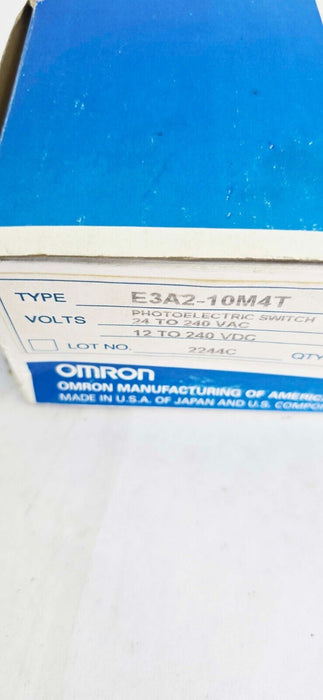 TYPE E3A2-10M4T
PHOTOELECTRIC SWITCH
VOLTS 24 TO 240 VAC
12 TO 240 VDC
LOT NO. 2244C QTY
OMRON
OMRON MANUFACTURING OF AMERICA
MADE IN U.S.A. OF JAPAN AND U.S. COMPO